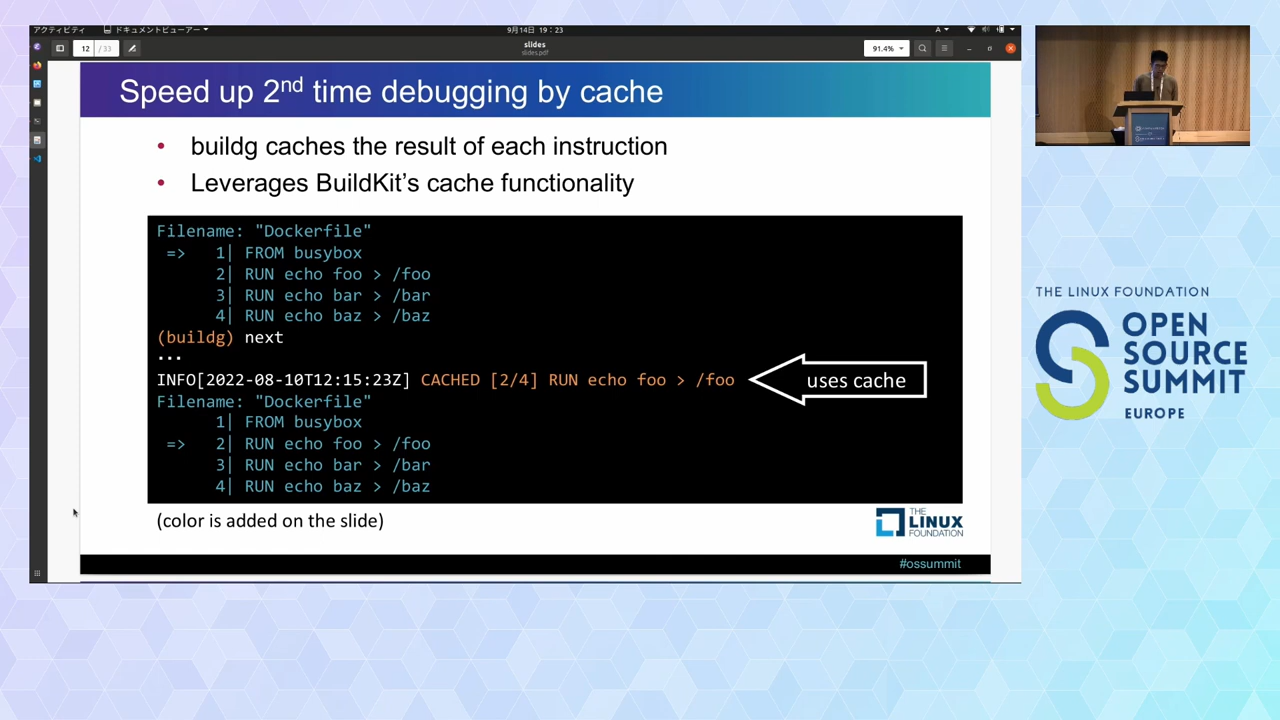 アクティビティ
ドキュメントビューアー
9月14日 19：23
A
12 / 33
slides
slides.pdf
91.4%
Speed up 2nd time debugging by cache
• buildg caches the result of each instruction
• Leverages BuildKit’s cache functionality
Filename: "Dockerfile"
=> 1| FROM busybox
2| RUN echo foo > /foo
3| RUN echo bar > /bar
4| RUN echo baz > /baz
(buildg) next
...
INFO[2022-08-10T12:15:23Z] CACHED [2/4] RUN echo foo > /foo
uses cache
Filename: "Dockerfile"
1| FROM busybox
=> 2| RUN echo foo > /foo
3| RUN echo bar > /bar
4| RUN echo baz > /baz
(color is added on the slide)
THE
LINUX
FOUNDATION
#ossummit
THE LINUX FOUNDATION
OPEN
SOURCE
SUMMIT
EUROPE